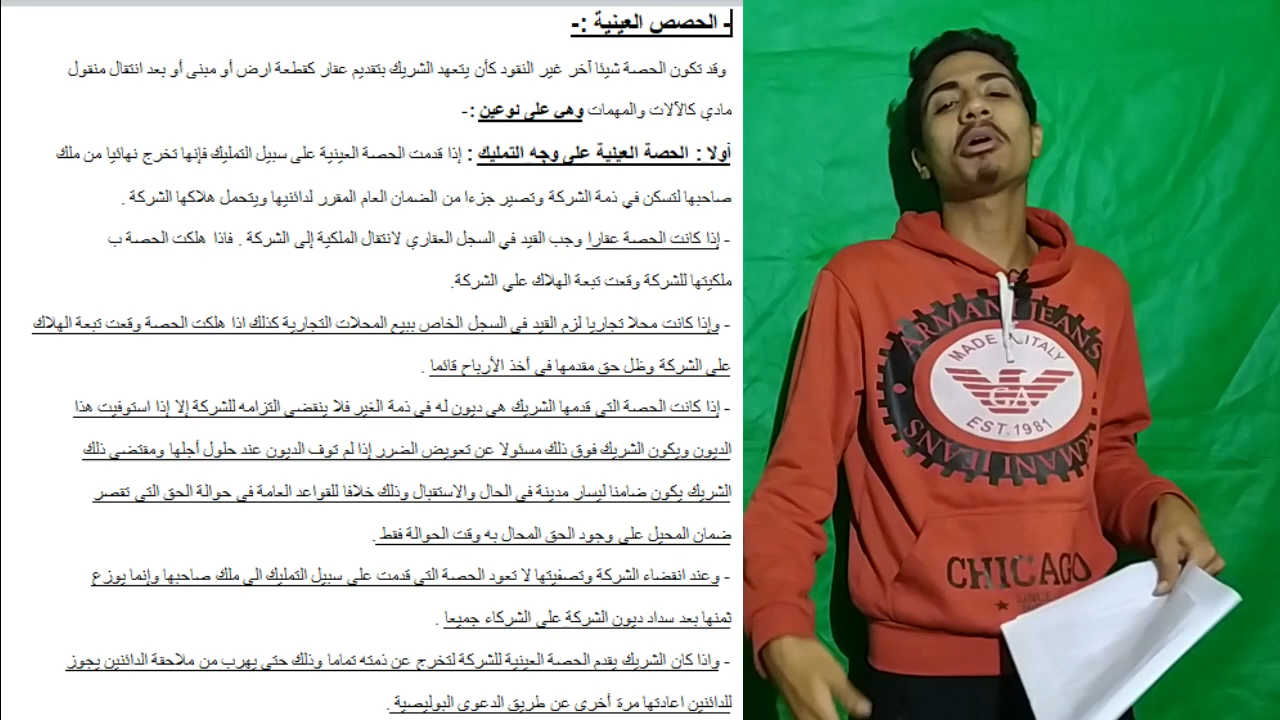 - الحصص العينية :-
وقد تكون الحصة شيئا آخر غير النقود كأن يتعهد الشريك بتقديم عقار كقطعة ارض أو مبنى أو بعد انتقال منقول
مادي كالآلات والمهمات وهي على نوعين :-
أولا : الحصة العينية على وجه التمليك : إذا قدمت الحصة العينية على سبيل التمليك فإنها تخرج نهائيا من ملك
صاحبها لتسكن في ذمة الشركة وتصير جزءا من الضمان العام المقرر لدائنيها ويتحمل هلاكها الشركة .
- إذا كانت الحصة عقارا وجب القيد في السجل العقاري لانتقال الملكية إلى الشركة . فاذا هلكت الحصة ب
ملكيتها للشركة وقعت تبعة الهلاك على الشركة.
- وإذا كانت محلا تجاريا لزم القيد في السجل الخاص ببيع المحلات التجارية كذلك اذا هلكت الحصة وقعت تبعة الهلاك
على الشركة وظل حق مقدمها في أخذ الأرباح قائما .
- إذا كانت الحصة التي قدمها الشريك هي ديون له في ذمة الغير فلا ينقضي التزامه للشركة إلا إذا استوفيت هذا
الديون ويكون الشريك فوق ذلك مسئولا عن تعويض الضرر إذا لم توف الديون عند حلول أجلها ومقتضى ذلك
الشريك يكون ضامنا ليسار مدينة في الحال والاستقبال وذلك خلافا للقواعد العامة في حوالة الحق التي تقصر
ضمان المحيل على وجود الحق المحال به وقت الحوالة فقط .
- وعند انقضاء الشركة وتصفيتها لا تعود الحصة التي قدمت على سبيل التمليك الى ملك صاحبها وإنما يوزع
ثمنها بعد سداد ديون الشركة على الشركاء جميعا .
- واذا كان الشريك يقدم الحصة العينية للشركة لتخرج عن ذمته تماما وذلك حتى يهرب من ملاحقة الدائنين يجوز
للدائنين اعادتها مرة أخرى عن طريق الدعوى البوليصية .
ARMANI JEANS
MADE IN ITALY
GA
EST. 1981
ARMANI JEANS
CHICAGO